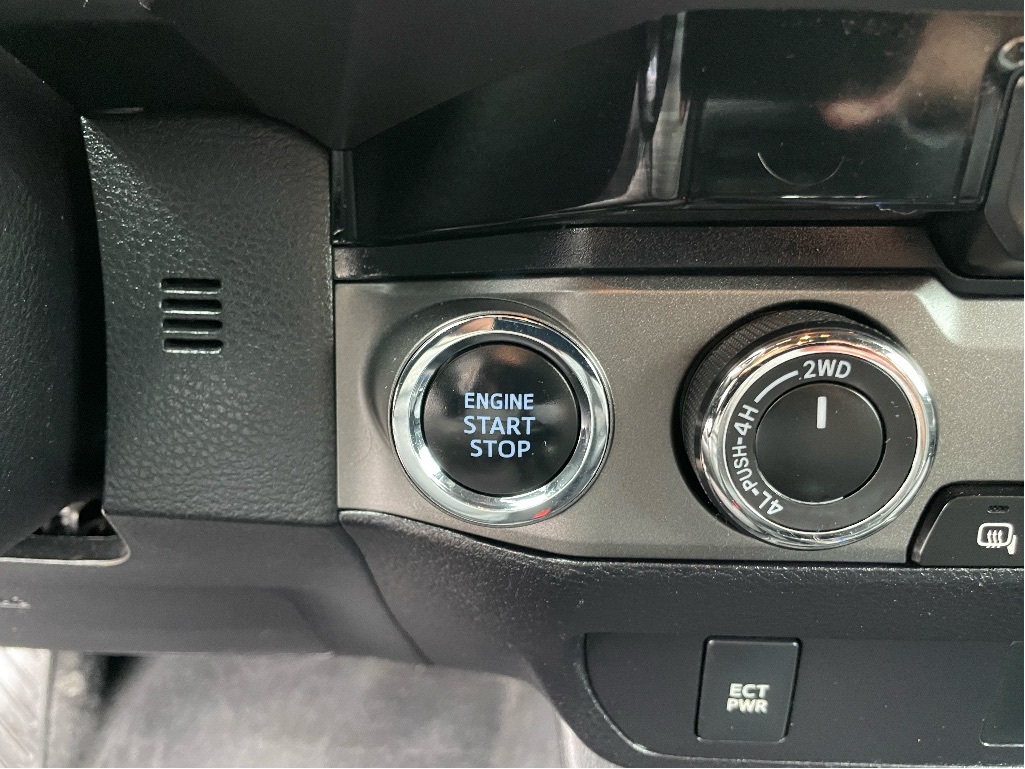 ENGINE
START
STOP
2WD
4L-PUSH-4H
ECT
PWR